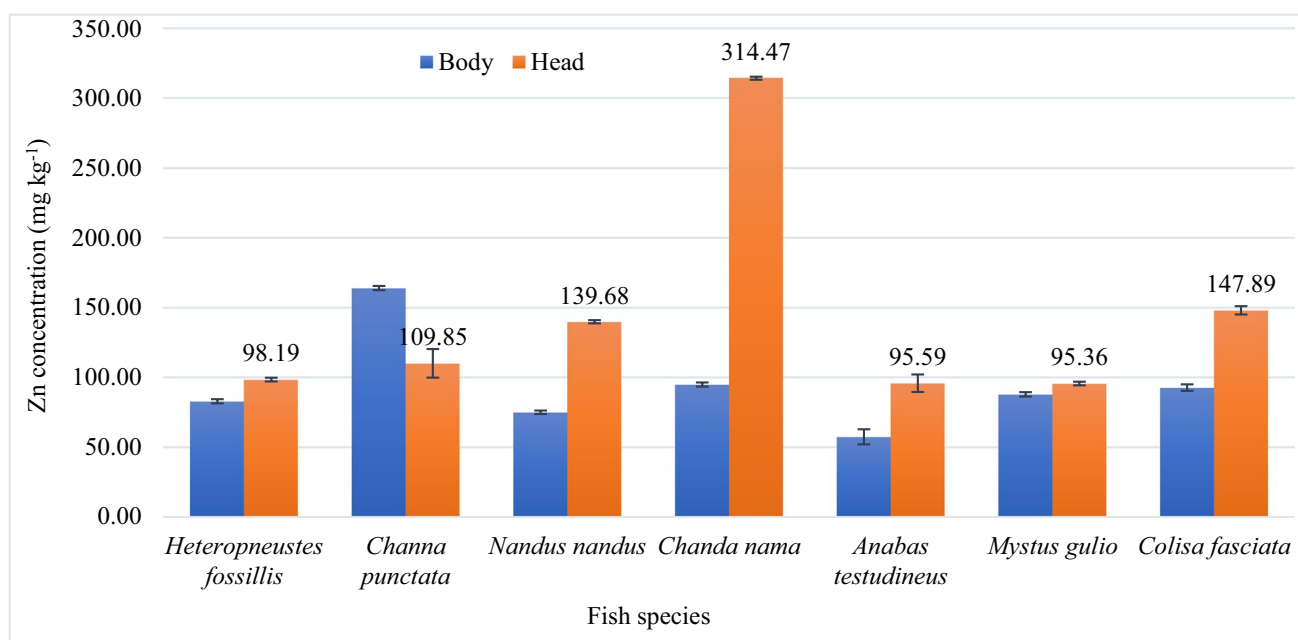 350.00
300.00
250.00
200.00
150.00
100.00
50.00
0.00
Zn concentration (mg kg⁻¹)
Body Head
98.19
109.85
139.68
314.47
95.59
95.36
147.89
Heteropneustes
fossillis
Channa
punctata
Nandus nandus
Chanda nama
Anabas
testudineus
Mystus gulio
Colisa fasciata
Fish species